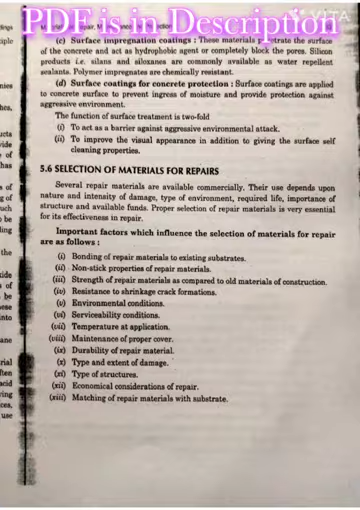 PDF is in Description
VITA
(c) Surface impregnation coatings : These materials penetrate the surface
of the concrete and act as hydrophobic agent or completely block the pores. Silicon
products i.e. silans and siloxanes are commonly available as water repellent
sealants. Polymer impregnates are chemically resistant.
(d) Surface coatings for concrete protection : Surface coatings are applied
to concrete surface to prevent ingress of moisture and provide protection against
aggressive environment.
The function of surface treatment is two-fold
(i) To act as a barrier against aggressive environmental attack.
(ii) To improve the visual appearance in addition to giving the surface self
cleaning properties.
5.6 SELECTION OF MATERIALS FOR REPAIRS
Several repair materials are available commercially. Their use depends upon
nature and intensity of damage, type of environment, required life, importance of
structure and available funds. Proper selection of repair materials is very essential
for its effectiveness in repair.
Important factors which influence the selection of materials for repair
are as follows :
(i) Bonding of repair materials to existing substrates.
(ii) Non-stick properties of repair materials.
(iii) Strength of repair materials as compared to old materials of construction.
(iv) Resistance to shrinkage crack formations.
(v) Environmental conditions.
(vi) Serviceability conditions.
(vii) Temperature at application.
(viii) Maintenance of proper cover.
(ix) Durability of repair material.
(x) Type and extent of damage.
(xi) Type of structures.
(xii) Economical considerations of repair.
(xiii) Matching of repair materials with substrate.